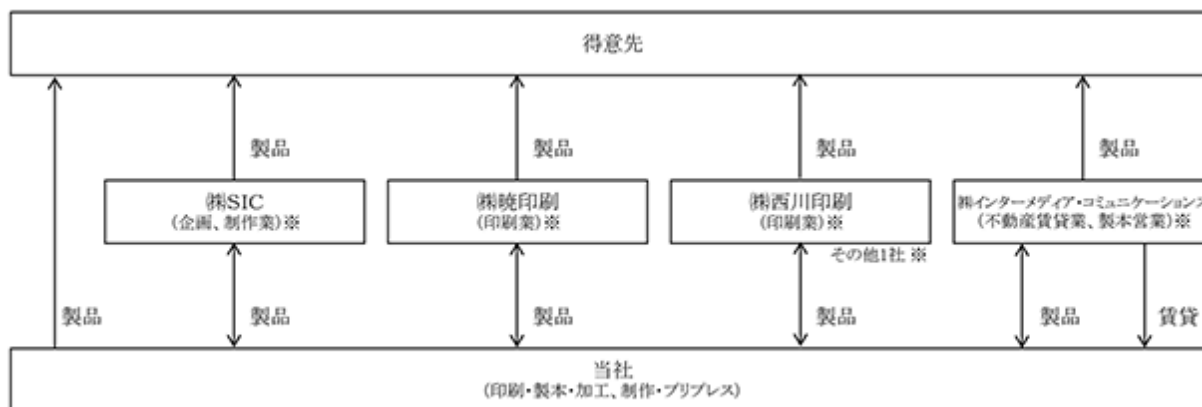 得意先
製品
製品
製品
製品
㈱SIC
(企画、制作業)※
㈱暁印刷
(印刷業)※
㈱西川印刷
(印刷業)※
㈱インターメディア・コミュニケーションズ
(不動産賃貸業、製本営業)※
その他1社 ※
製品
製品
製品
製品
製品
賃貸
当社
(印刷・製本・加工、制作・プリプレス)